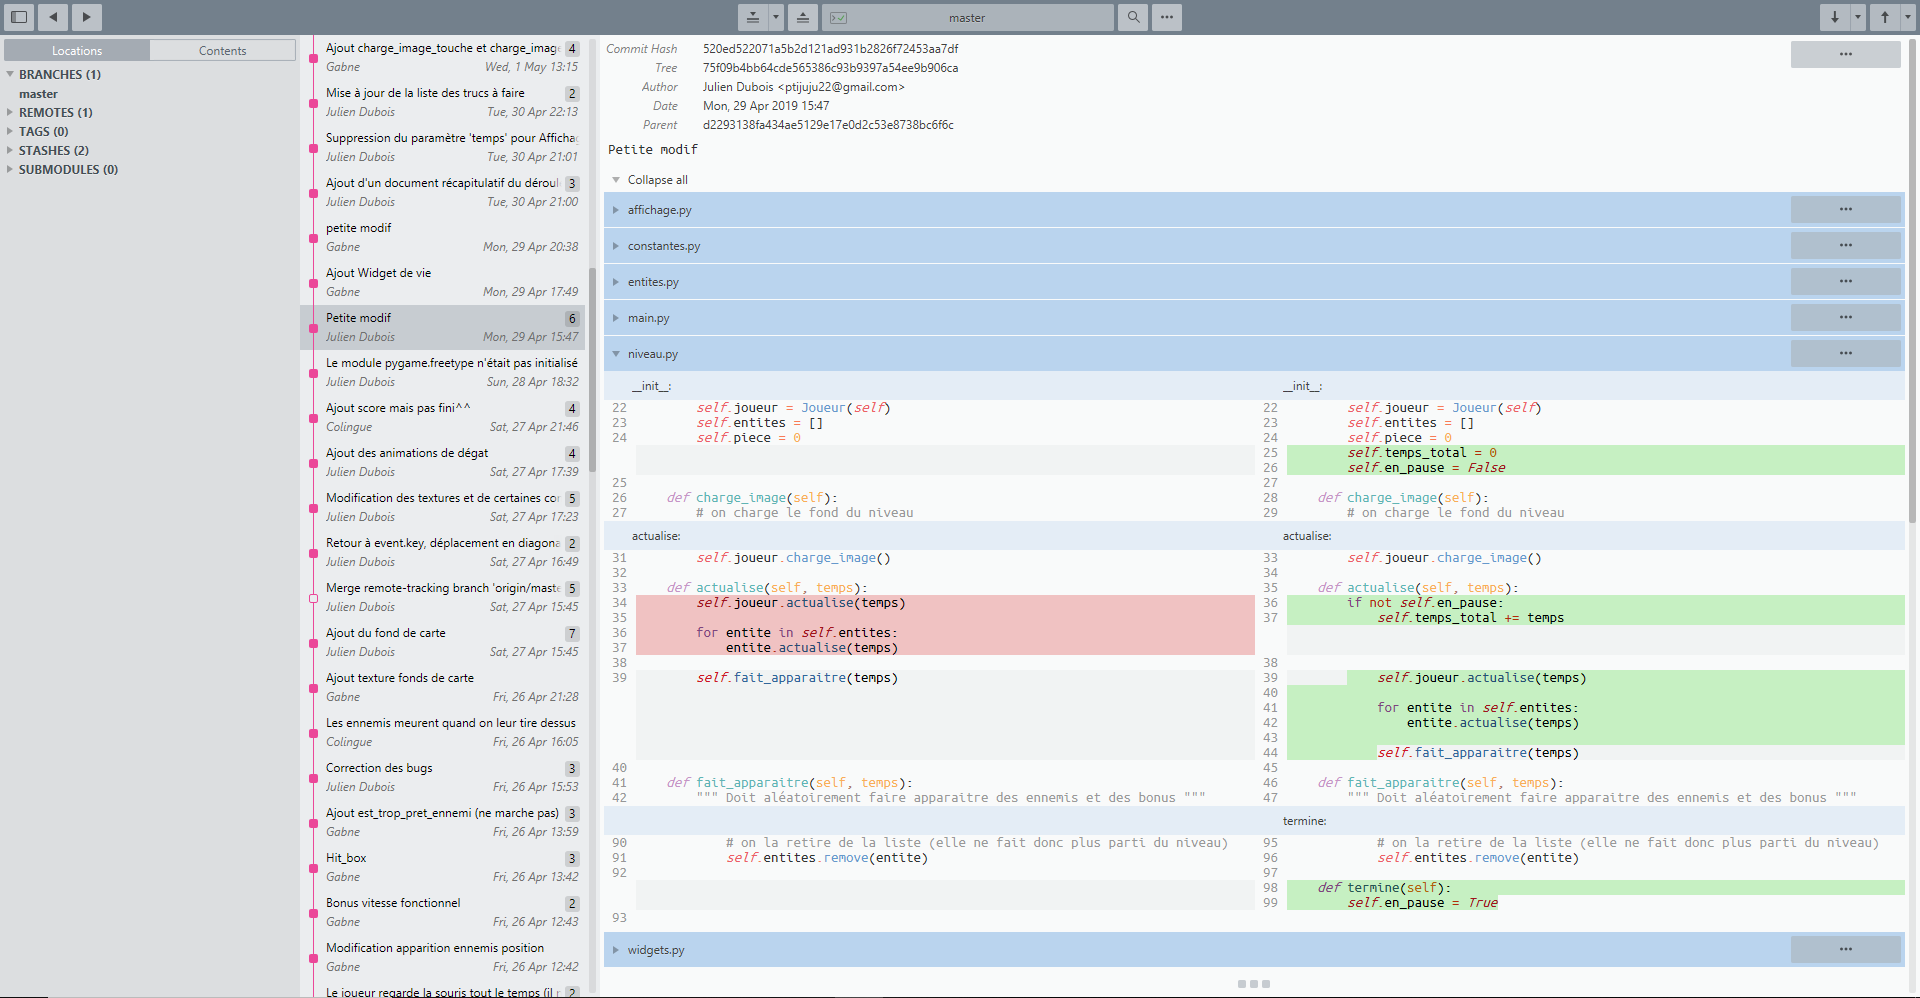 master
Locations
Contents
BRANCHES (1)
master
REMOTES (1)
TAGS (0)
STASHES (2)
SUBMODULES (0)
Ajout charge_image_touche et charge_imag 4
Gabne Wed, 1 May 13:15
Mise à jour de la liste des trucs à faire 2
Julien Dubois Tue, 30 Apr 22:13
Suppression du paramètre 'temps' pour Afficha
Julien Dubois Tue, 30 Apr 21:01
Ajout d'un document récapitulatif du déroul 3
Julien Dubois Tue, 30 Apr 21:00
petite modif
Gabne Mon, 29 Apr 20:38
Ajout Widget de vie
Gabne Mon, 29 Apr 17:49
Petite modif 6
Julien Dubois Mon, 29 Apr 15:47
Le module pygame.freetype n'était pas initialisé
Julien Dubois Sun, 28 Apr 18:32
Ajout score mais pas fini^^ 4
Colingue Sat, 27 Apr 21:46
Ajout des animations de dégat 4
Julien Dubois Sat, 27 Apr 17:39
Modification des textures et de certaines cor 5
Julien Dubois Sat, 27 Apr 17:23
Retour à event.key, déplacement en diagona 2
Julien Dubois Sat, 27 Apr 16:49
Merge remote-tracking branch 'origin/maste 5
Julien Dubois Sat, 27 Apr 15:45
Ajout du fond de carte 7
Julien Dubois Sat, 27 Apr 15:45
Ajout texture fonds de carte
Gabne Fri, 26 Apr 21:28
Les ennemis meurent quand on leur tire dessus
Colingue Fri, 26 Apr 16:05
Correction des bugs 3
Julien Dubois Fri, 26 Apr 15:53
Ajout est_trop_pret_ennemi (ne marche pas) 3
Gabne Fri, 26 Apr 13:59
Hit_box 3
Gabne Fri, 26 Apr 13:42
Bonus vitesse fonctionnel 2
Gabne Fri, 26 Apr 12:43
Modification apparition ennemis position
Gabne Fri, 26 Apr 12:42
Le joueur regarde la souris tout le temps (il 2
Commit Hash 520ed522071a5b2d121ad931b2826f72453aa7df
Tree 75f09b4bb64cde565386c93b9397a54ee9b906ca
Author Julien Dubois <ptijuju22@gmail.com>
Date Mon, 29 Apr 2019 15:47
Parent d2293138fa434ae5129e17e0d2c53e8738bc6f6c
Petite modif
Collapse all
affichage.py
constantes.py
entites.py
main.py
niveau.py
__init__:
22 self.joueur = Joueur(self)
23 self.entites = []
24 self.piece = 0
25
26 def charge_image(self):
27 # on charge le fond du niveau
actualise:
31 self.joueur.charge_image()
32
33 def actualise(self, temps):
34 self.joueur.actualise(temps)
35
36 for entite in self.entites:
37 entite.actualise(temps)
38
39 self.fait_apparaitre(temps)
40
41 def fait_apparaitre(self, temps):
42 """ Doit aléatoirement faire apparaitre des ennemis et des bonus """
90 # on la retire de la liste (elle ne fait donc plus parti du niveau)
91 self.entites.remove(entite)
92
93
__init__:
22 self.joueur = Joueur(self)
23 self.entites = []
24 self.piece = 0
25 self.temps_total = 0
26 self.en_pause = False
27
28 def charge_image(self):
29 # on charge le fond du niveau
actualise:
33 self.joueur.charge_image()
34
35 def actualise(self, temps):
36 if not self.en_pause:
37 self.temps_total += temps
38
39 self.joueur.actualise(temps)
40
41 for entite in self.entites:
42 entite.actualise(temps)
43
44 self.fait_apparaitre(temps)
45
46 def fait_apparaitre(self, temps):
47 """ Doit aléatoirement faire apparaitre des ennemis et des bonus """
termine:
95 # on la retire de la liste (elle ne fait donc plus parti du niveau)
96 self.entites.remove(entite)
97
98 def termine(self):
99 self.en_pause = True
widgets.py